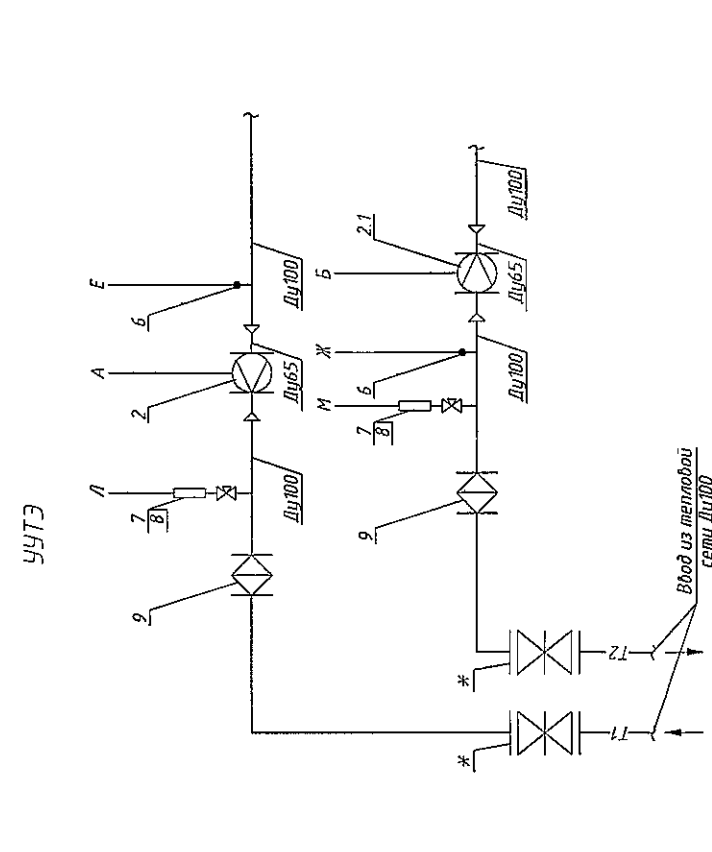 УУТЭ
Е
6
А
2
Ду100
Ду65
Л
7
8
Ду100
9
2.1
Б
Ду100
Ду65
Ж
6
М
7
8
Ду100
9
*
*
Т1
Т2
Ввод из тепловой
сети Ду100